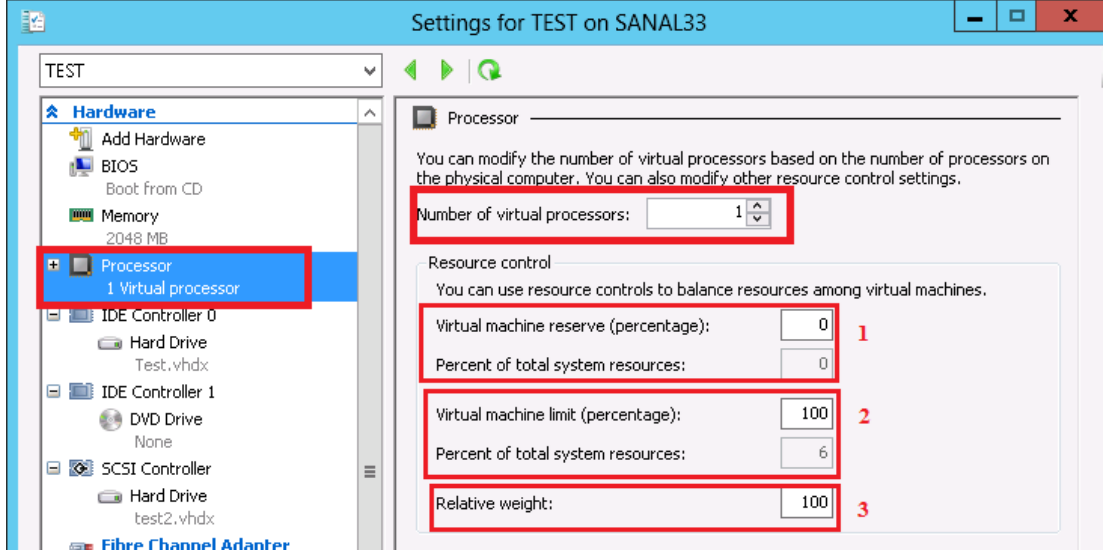 Settings for TEST on SANAL33
TEST
Hardware
Add Hardware
BIOS
Boot from CD
Memory
2048 MB
Processor
1 Virtual processor
IDE Controller 0
Hard Drive
Test.vhdx
IDE Controller 1
DVD Drive
None
SCSI Controller
Hard Drive
test2.vhdx
Fibre Channel Adapter
Processor
You can modify the number of virtual processors based on the number of processors on
the physical computer. You can also modify other resource control settings.
Number of virtual processors: 1
Resource control
You can use resource controls to balance resources among virtual machines.
Virtual machine reserve (percentage): 0
1
Percent of total system resources: 0
Virtual machine limit (percentage): 100
2
Percent of total system resources: 6
Relative weight: 100
3